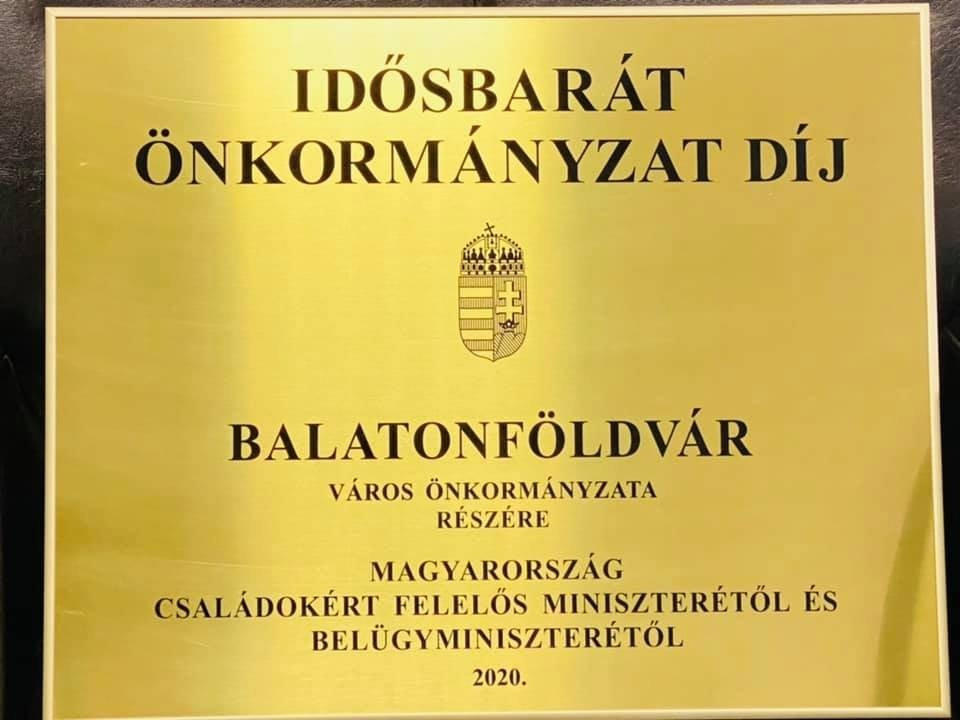 IDŐSBARÁT
ÖNKORMÁNYZAT DÍJ
BALATONFÖLDVÁR
VÁROS ÖNKORMÁNYZATA
RÉSZÉRE
MAGYARORSZÁG
CSALÁDOKÉRT FELELŐS MINISZTERÉTŐL ÉS
BELÜGYMINISZTERÉTŐL
2020.